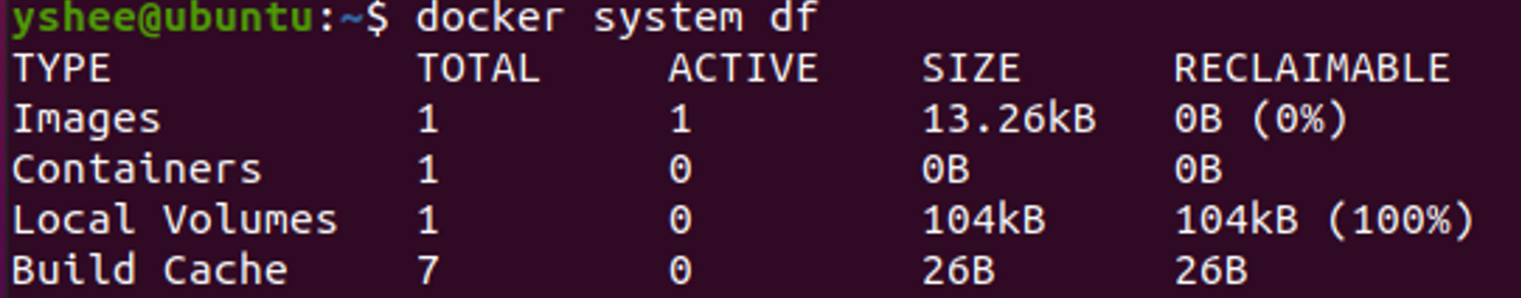 yshee@ubuntu:~$ docker system df
TYPE TOTAL ACTIVE SIZE RECLAIMABLE
Images 1 1 13.26kB 0B (0%)
Containers 1 0 0B 0B
Local Volumes 1 0 104kB 104kB (100%)
Build Cache 7 0 26B 26B